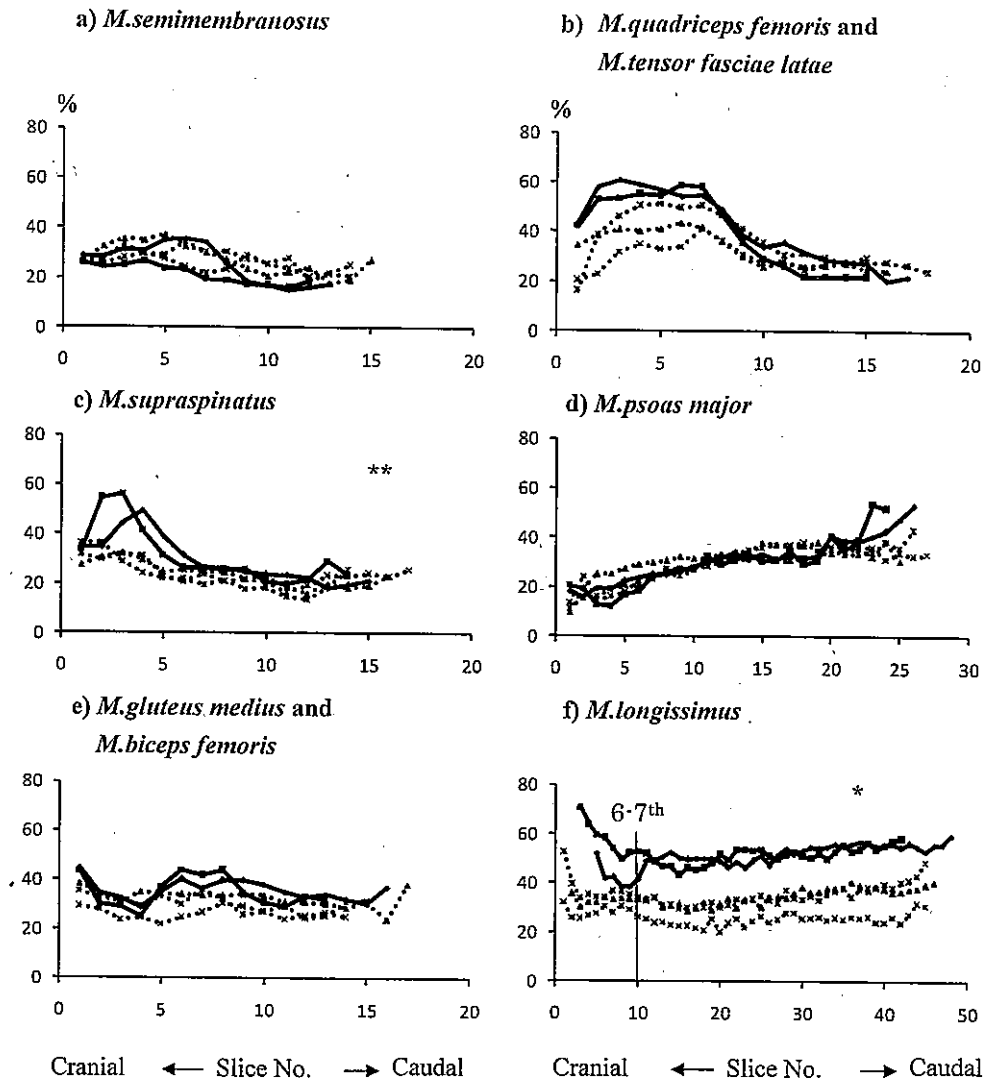 a) M.semimembranosus
%
80
60
40
20
0
0 5 10 15 20
b) M.quadriceps femoris and
M.tensor fasciae latae
%
80
60
40
20
0
0 5 10 15 20
c) M.supraspinatus
80
60
40
20
0
**
0 5 10 15 20
d) M.psoas major
80
60
40
20
0
0 5 10 15 20 25 30
e) M.gluteus medius and
M.biceps femoris
80
60
40
20
0
0 5 10 15 20
f) M.longissimus
80
60
40
20
0
*
6-7th
0 10 20 30 40 50
Cranial ← Slice No. → Caudal
Cranial ← Slice No. → Caudal